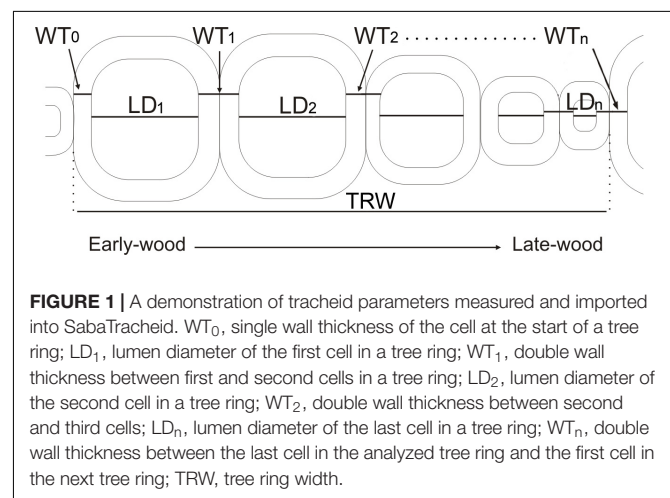 WT₀ WT₁ WT₂ · · · · · · · · · · · · · WTₙ
LD₁ LD₂ LDₙ
TRW
Early-wood Late-wood
FIGURE 1 | A demonstration of tracheid parameters measured and imported
into SabaTracheid. WT₀, single wall thickness of the cell at the start of a tree
ring; LD₁, lumen diameter of the first cell in a tree ring; WT₁, double wall
thickness between first and second cells in a tree ring; LD₂, lumen diameter of
the second cell in a tree ring; WT₂, double wall thickness between second
and third cells; LDₙ, lumen diameter of the last cell in a tree ring; WTₙ, double
wall thickness between the last cell in the analyzed tree ring and the first cell in
the next tree ring; TRW, tree ring width.